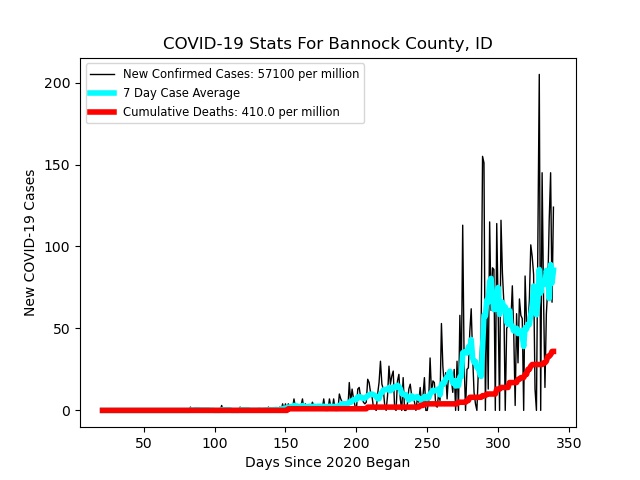 COVID-19 Stats For Bannock County, ID
New Confirmed Cases: 57100 per million
7 Day Case Average
Cumulative Deaths: 410.0 per million
200
150
100
50
0
New COVID-19 Cases
50 100 150 200 250 300 350
Days Since 2020 Began